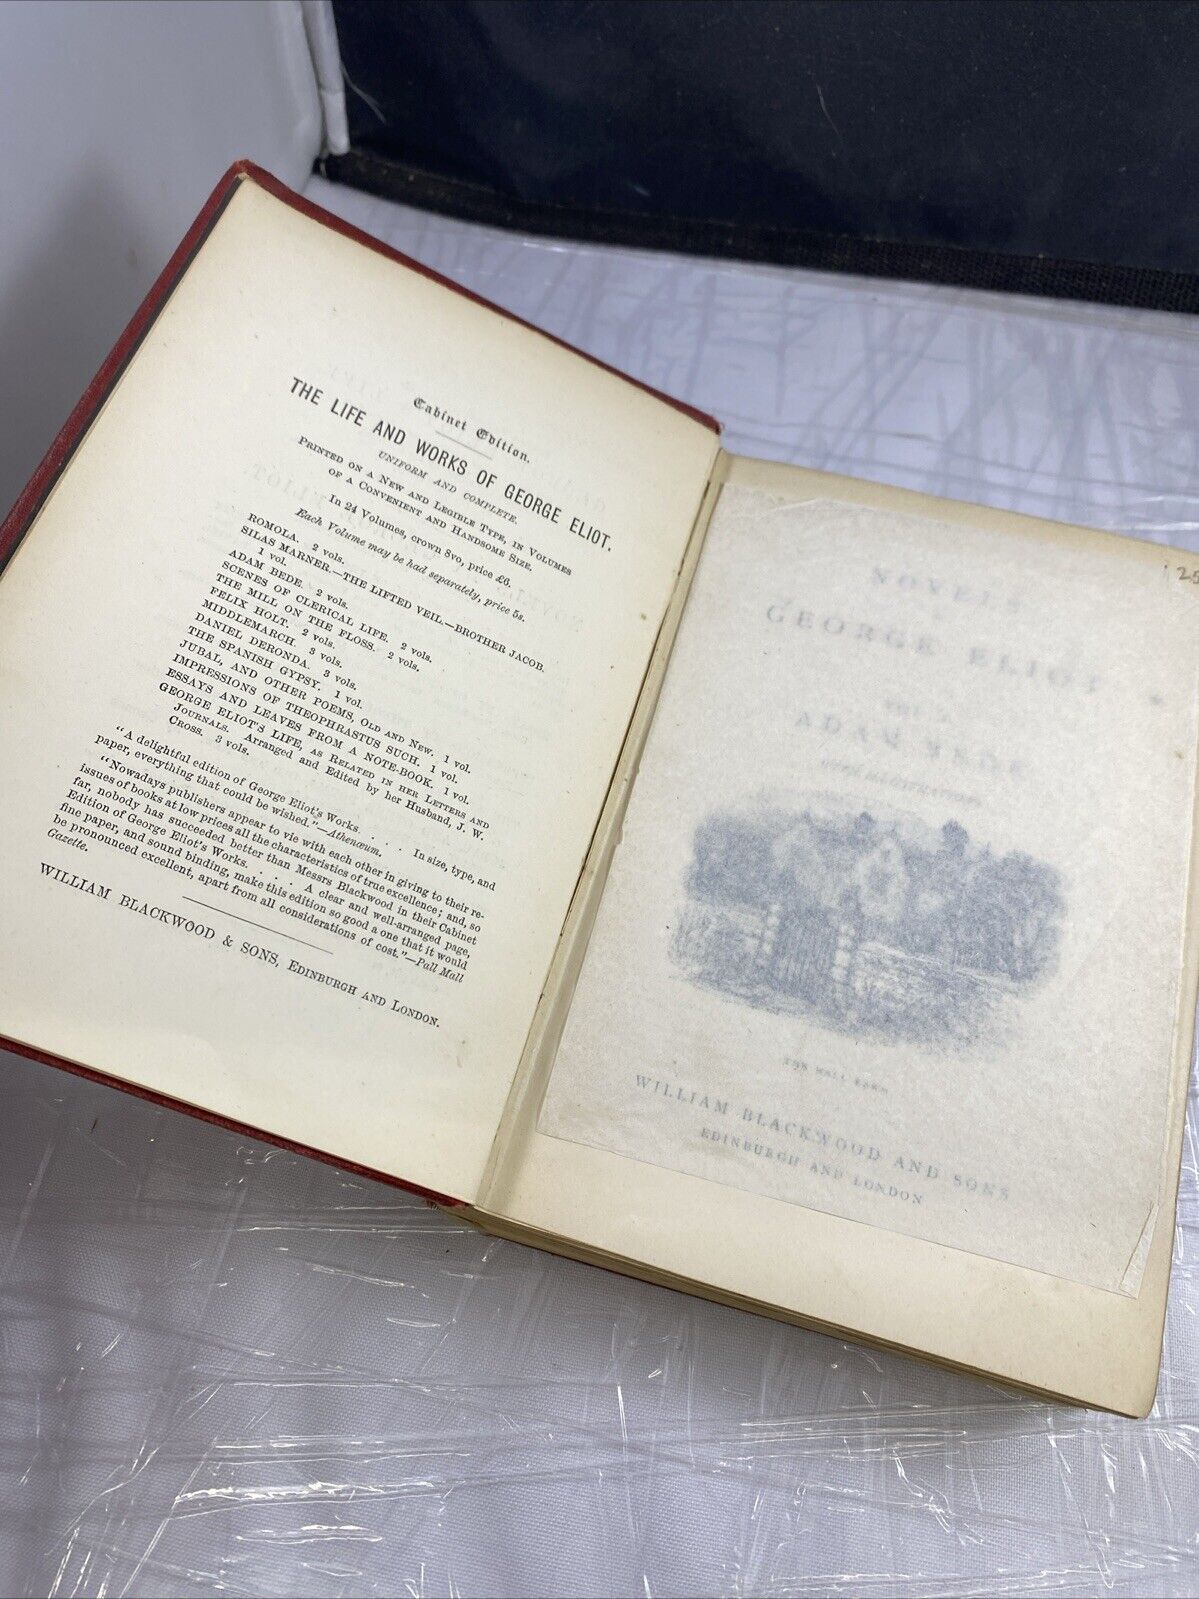 Cabinet Edition.
THE LIFE AND WORKS OF GEORGE ELIOT.
UNIFORM AND COMPLETE.
PRINTED ON A NEW AND LEGIBLE TYPE, IN VOLUMES
OF A CONVENIENT AND HANDSOME SIZE.
In 24 Volumes, crown 8vo, price £6.
Each Volume may be had separately, price 5s.
ROMOLA. 2 vols.
SILAS MARNER.—THE LIFTED VEIL.—BROTHER JACOB.
1 vol.
ADAM BEDE. 2 vols.
SCENES OF CLERICAL LIFE. 2 vols.
THE MILL ON THE FLOSS. 2 vols.
FELIX HOLT. 2 vols.
MIDDLEMARCH. 3 vols.
DANIEL DERONDA. 3 vols.
THE SPANISH GYPSY. 1 vol.
JUBAL, AND OTHER POEMS, OLD AND NEW. 1 vol.
IMPRESSIONS OF THEOPHRASTUS SUCH. 1 vol.
ESSAYS AND LEAVES FROM A NOTE-BOOK. 1 vol.
GEORGE ELIOT'S LIFE, AS RELATED IN HER LETTERS AND
JOURNALS. Arranged and Edited by her Husband, J. W.
CROSS. 3 vols.
"A delightful edition of George Eliot's Works. . . . In size, type, and
paper, everything that could be wished."—Athenæum.
"Nowadays publishers appear to vie with each other in giving to their re-
issues of books at low prices all the characteristics of true excellence; and, so
far, nobody has succeeded better than Messrs Blackwood in their Cabinet
Edition of George Eliot's Works. . . . . A clear and well-arranged page,
fine paper, and sound binding, make this edition so good a one that it would
be pronounced excellent, apart from all considerations of cost."—Pall Mall
Gazette.
WILLIAM BLACKWOOD & SONS, EDINBURGH AND LONDON.
NOVELS
GEORGE ELIOT
ADAM BEDE
THE HALL FARM
WILLIAM BLACKWOOD AND SONS
EDINBURGH AND LONDON